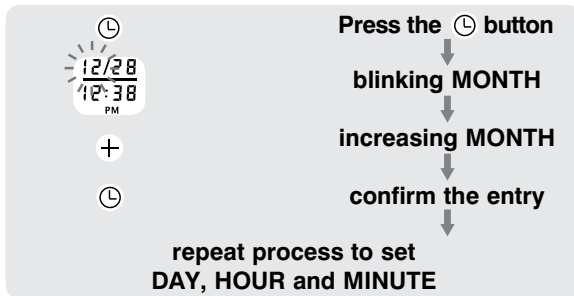 Press the button
12/28
12:38
PM
blinking MONTH
increasing MONTH
+
confirm the entry
repeat process to set
DAY, HOUR and MINUTE